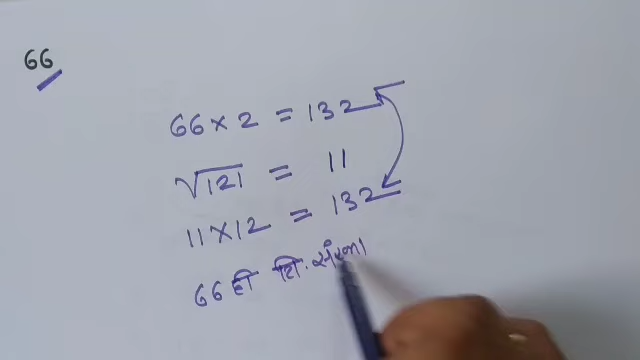 66
66 × 2 = 132
√121 = 11
11 × 12 = 132
66 ही त्रि. संख्या